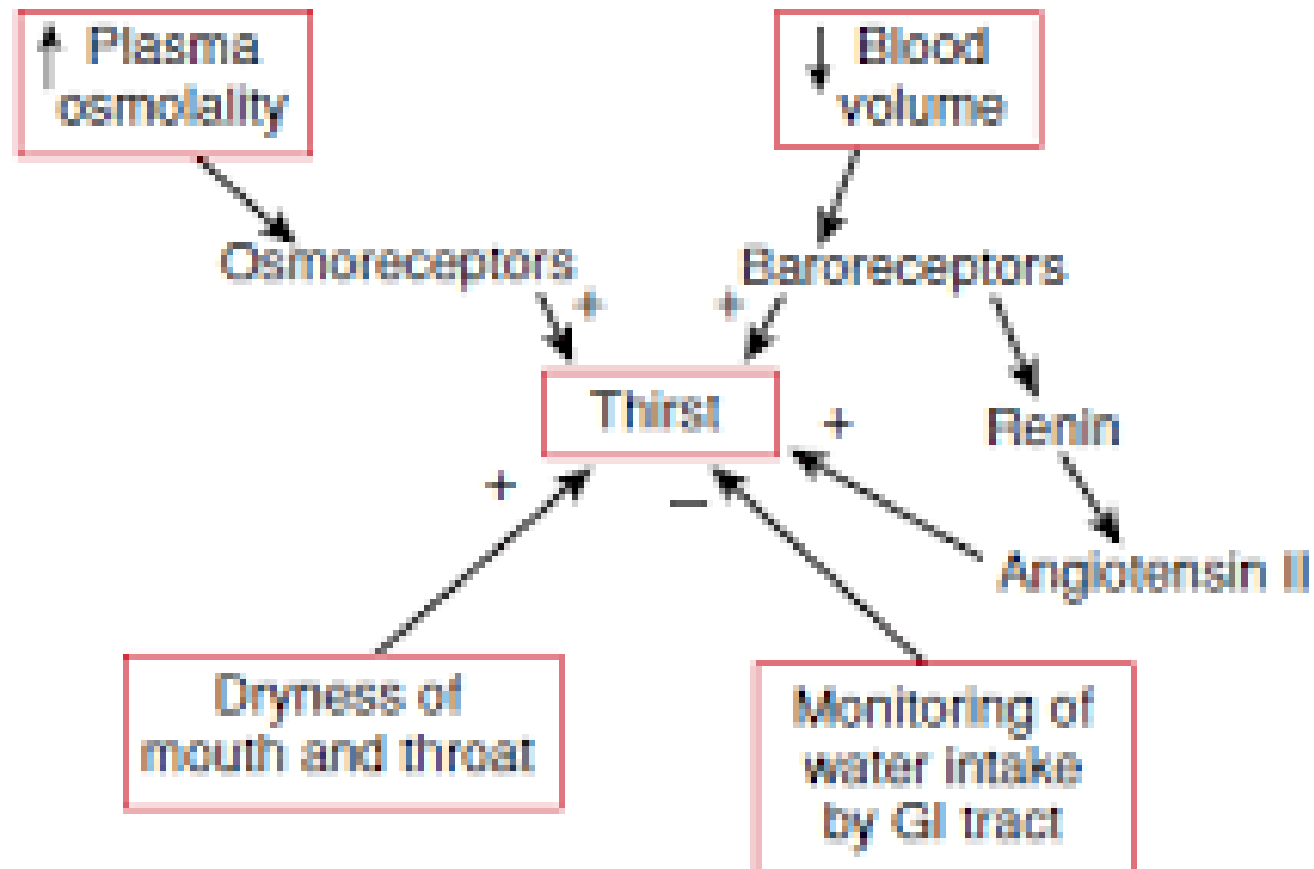 ↑ Plasma
osmolality
↓ Blood
volume
Osmoreceptors
Baroreceptors
+
+
Thirst
+
Renin
+
–
Angiotensin II
Dryness of
mouth and throat
Monitoring of
water intake
by GI tract